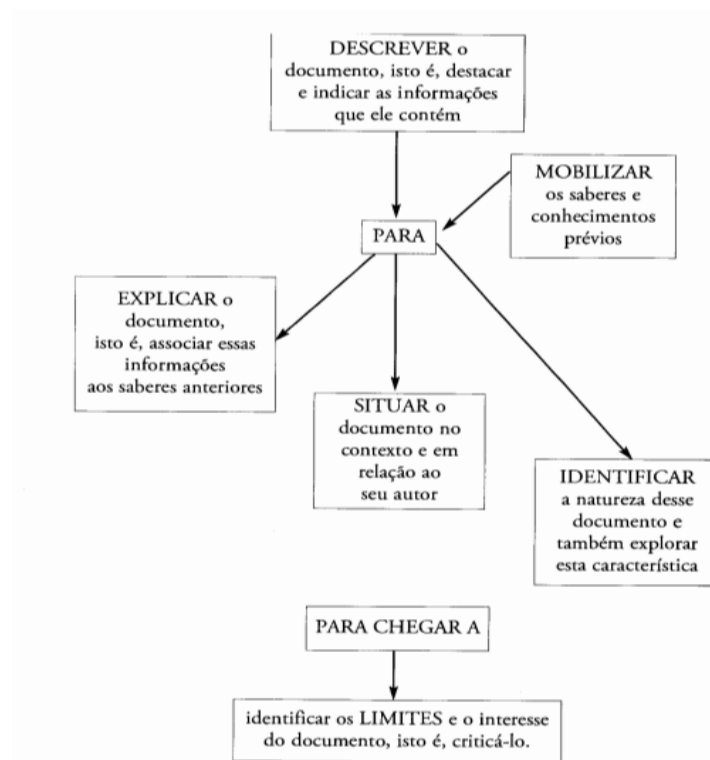 DESCREVER o
documento, isto é, destacar
e indicar as informações
que ele contém
MOBILIZAR
os saberes e
conhecimentos
prévios
PARA
EXPLICAR o
documento,
isto é, associar essas
informações
aos saberes anteriores
SITUAR o
documento no
contexto e em
relação ao
seu autor
IDENTIFICAR
a natureza desse
documento e
também explorar
esta característica
PARA CHEGAR A
identificar os LIMITES e o interesse
do documento, isto é, criticá-lo.